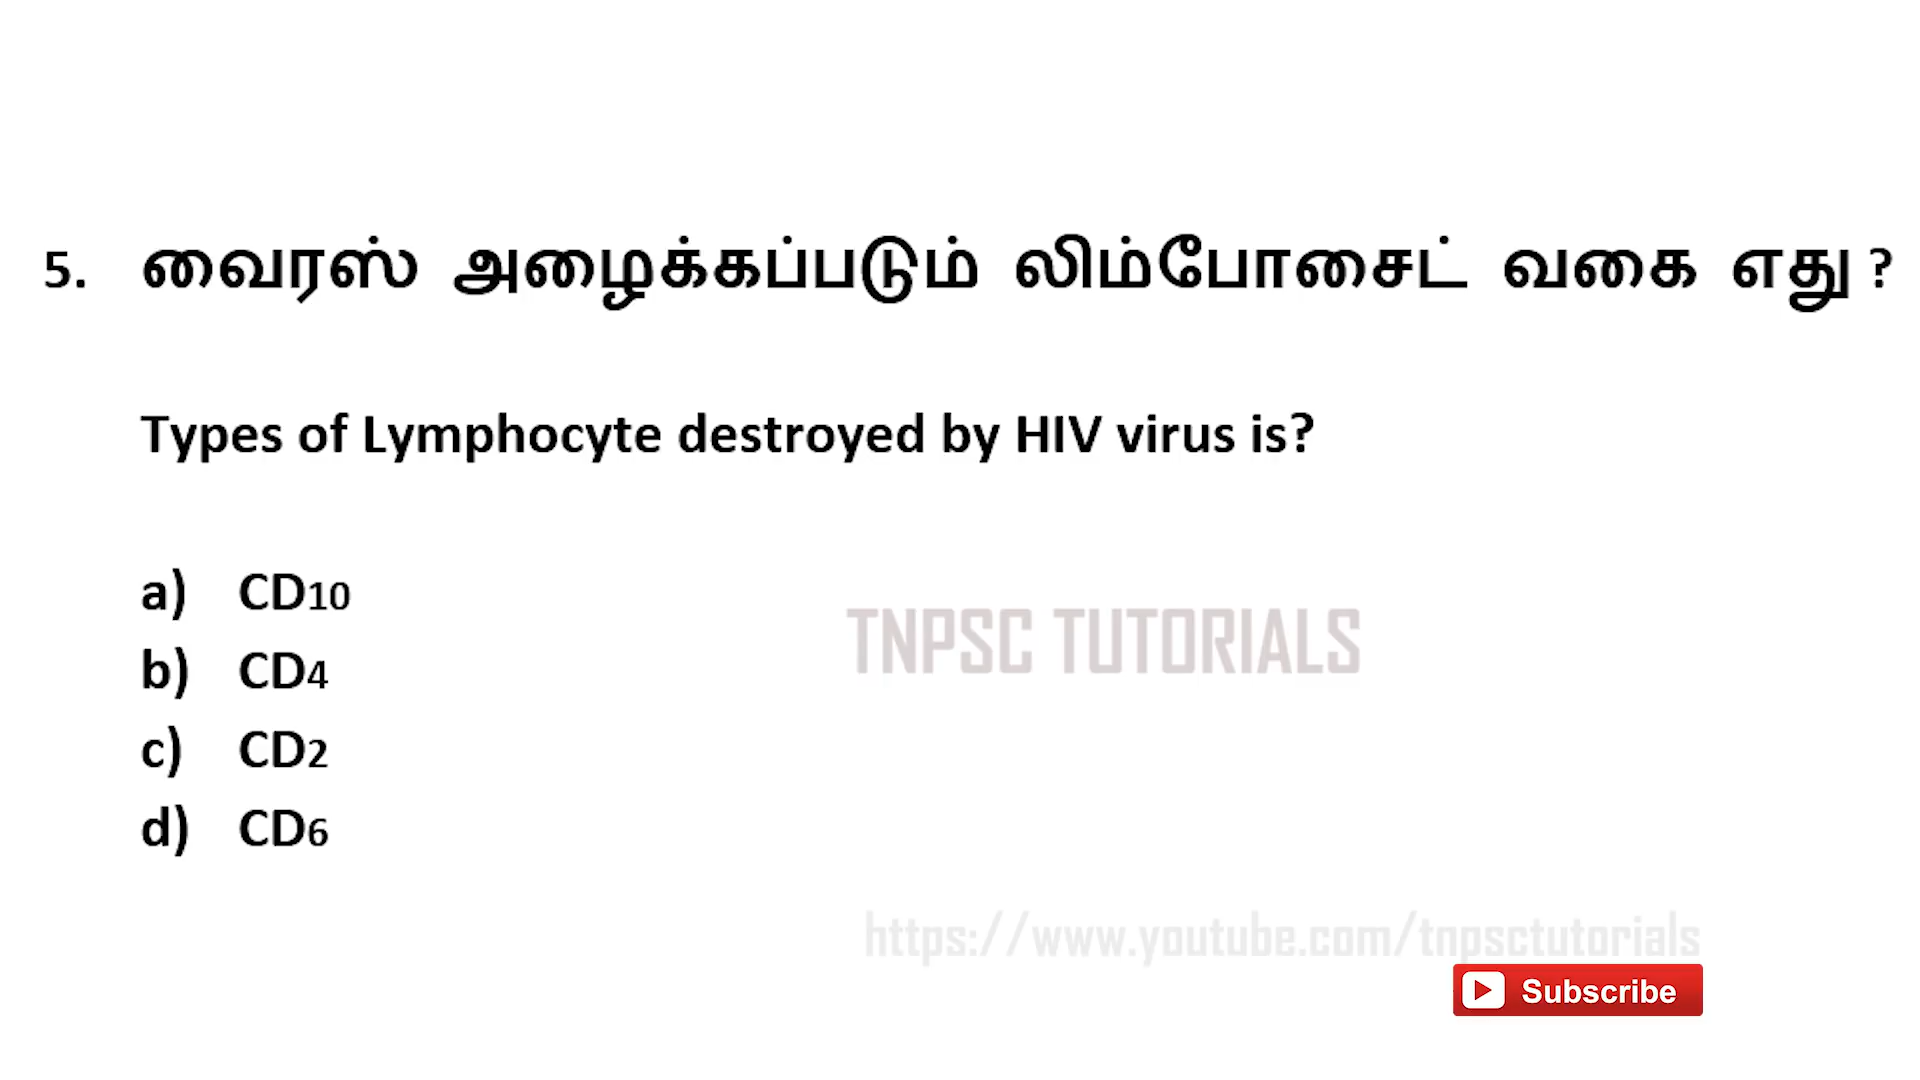 5. வைரஸ் அழைக்கப்படும் லிம்போசைட் வகை எது ?
Types of Lymphocyte destroyed by HIV virus is?
a) CD10
b) CD4
c) CD2
d) CD6
TNPSC TUTORIALS
https://www.youtube.com/tnpsctutorials
Subscribe